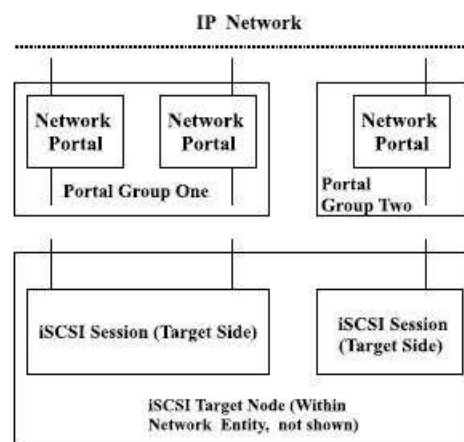 IP Network
Network
Portal
Network
Portal
Network
Portal
Portal Group One
Portal
Group Two
iSCSI Session (Target Side)
iSCSI Session
(Target Side)
iSCSI Target Node (Within
Network Entity, not shown)